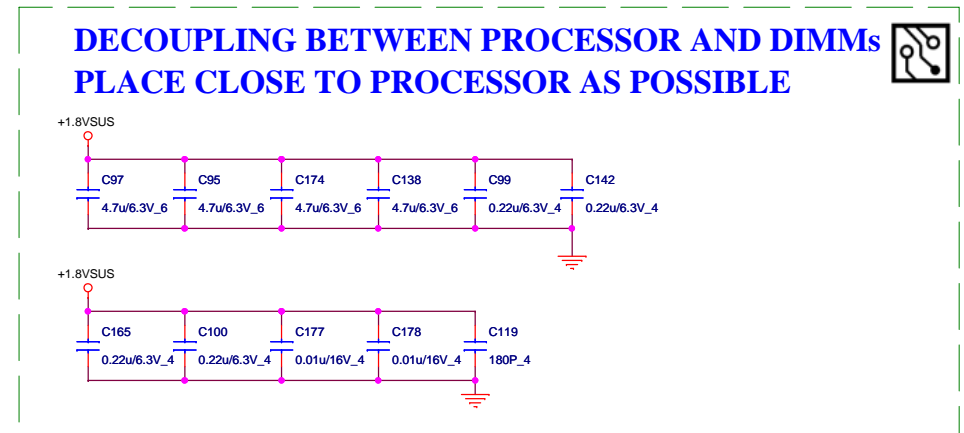 DECOUPLING BETWEEN PROCESSOR AND DIMMs
PLACE CLOSE TO PROCESSOR AS POSSIBLE
+1.8VSUS
C97 C95 C174 C138 C99 C142
4.7u/6.3V_6 4.7u/6.3V_6 4.7u/6.3V_6 4.7u/6.3V_6 0.22u/6.3V_4 0.22u/6.3V_4
+1.8VSUS
C165 C100 C177 C178 C119
0.22u/6.3V_4 0.22u/6.3V_4 0.01u/16V_4 0.01u/16V_4 180P_4